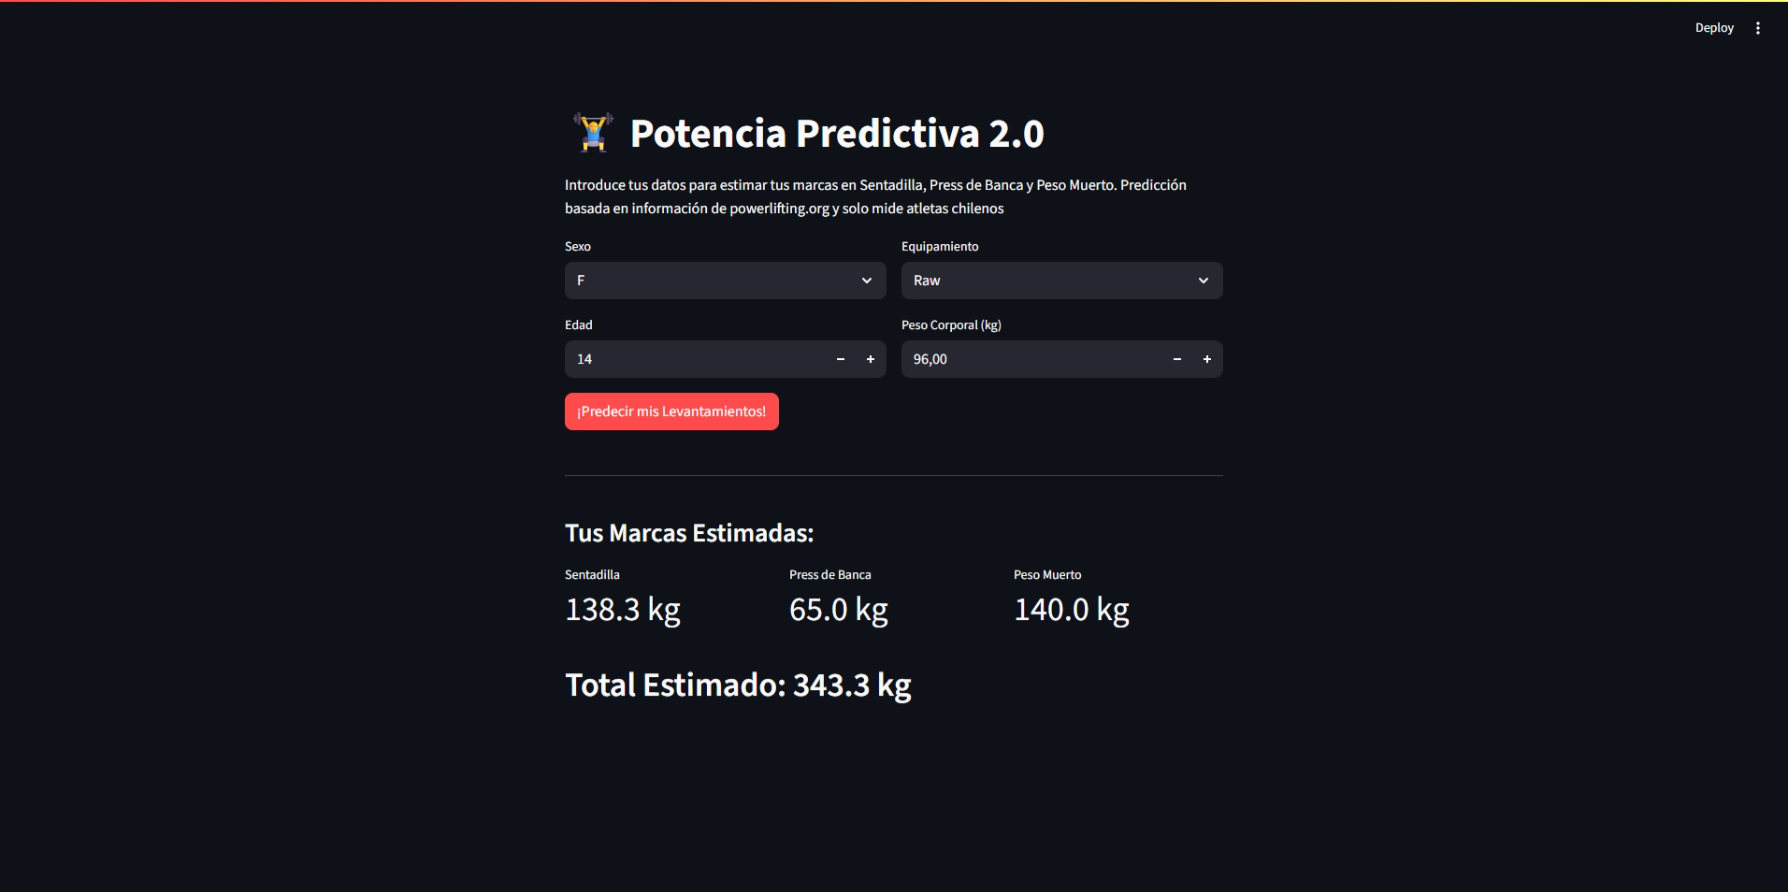 Deploy
Potencia Predictiva 2.0
Introduce tus datos para estimar tus marcas en Sentadilla, Press de Banca y Peso Muerto. Predicción
basada en información de powerlifting.org y solo mide atletas chilenos
Sexo
Equipamiento
F
Raw
Edad
Peso Corporal (kg)
14
96,00
¡Predecir mis Levantamientos!
Tus Marcas Estimadas:
Sentadilla
Press de Banca
Peso Muerto
138.3 kg
65.0 kg
140.0 kg
Total Estimado: 343.3 kg